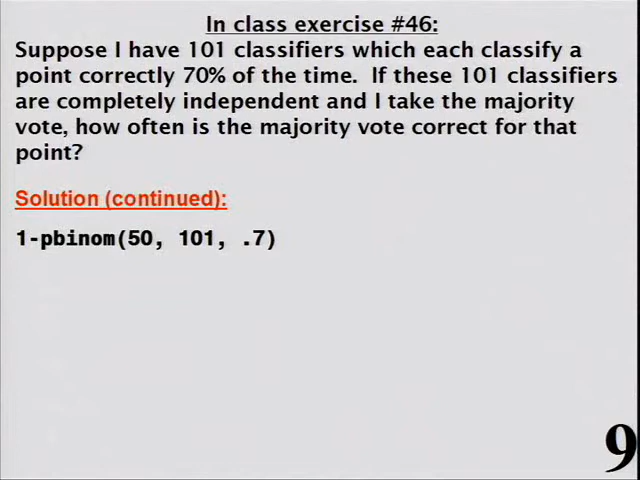 In class exercise #46:
Suppose I have 101 classifiers which each classify a
point correctly 70% of the time.  If these 101 classifiers
are completely independent and I take the majority
vote, how often is the majority vote correct for that
point?
Solution (continued):
1-pbinom(50, 101, .7)
9